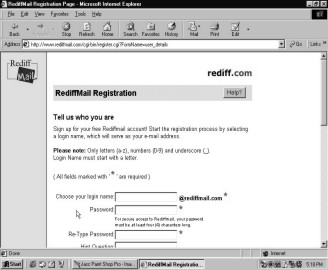 RediffMail Registration Page - Microsoft Internet Explorer
File Edit View Favorites Tools Help
Back Stop Refresh Home Search Favorites History Mail Print Edit
Address http://www.rediffmail.com/cgi-bin/register.cgi?FormName=user_details Go Links »
Rediff
Mail
rediff.com
RediffMail Registration Help?
Tell us who you are
Sign up for your free Rediffmail account! Start the registration process by selecting
a login name, which will serve as your e-mail address.
Please note: Only letters (a-z), numbers (0-9) and underscore (_).
Login Name must start with a letter.
( All fields marked with * are required )
Choose your login name @rediffmail.com *
Password *
For secure access to Rediffmail, your password
must be at least four (4) characters long.
Re-Type Password *
Hint Question
Done Internet
Start Jasc Paint Shop Pro - Ima... RediffMail Registratio... 5:18 PM